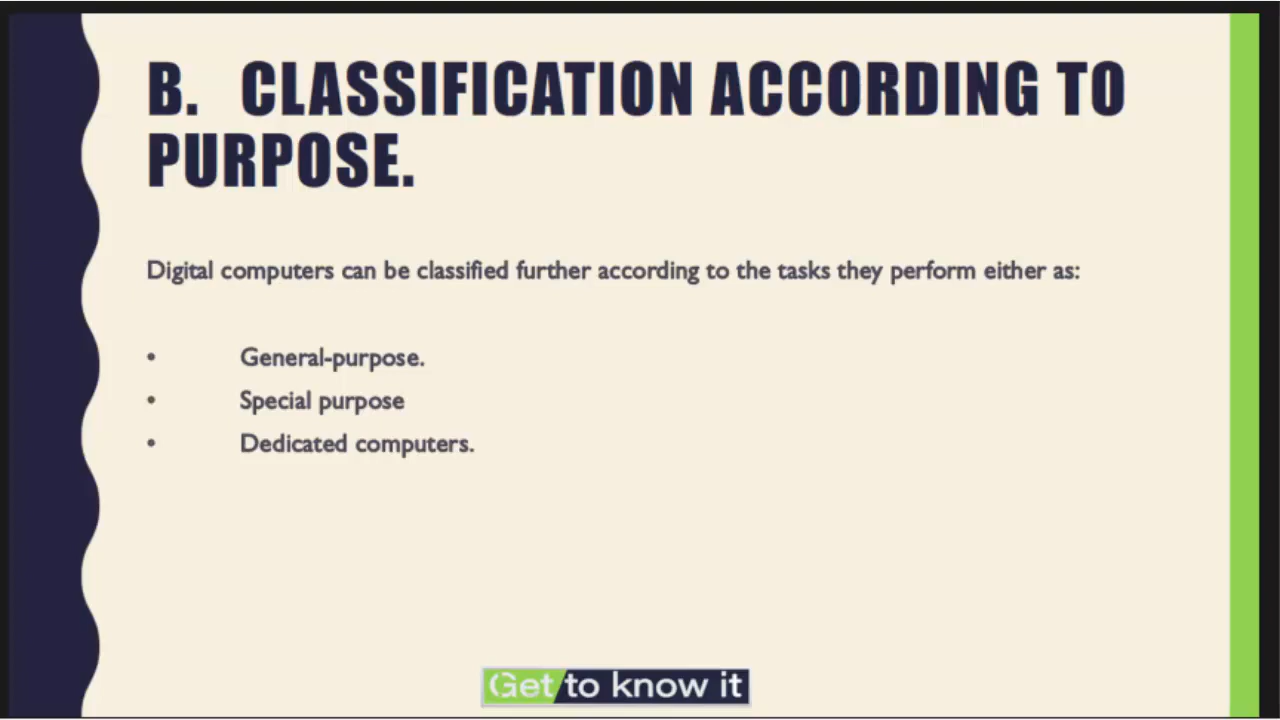 B. CLASSIFICATION ACCORDING TO
PURPOSE.
Digital computers can be classified further according to the tasks they perform either as:
• General-purpose.
• Special purpose
• Dedicated computers.
Get to know it